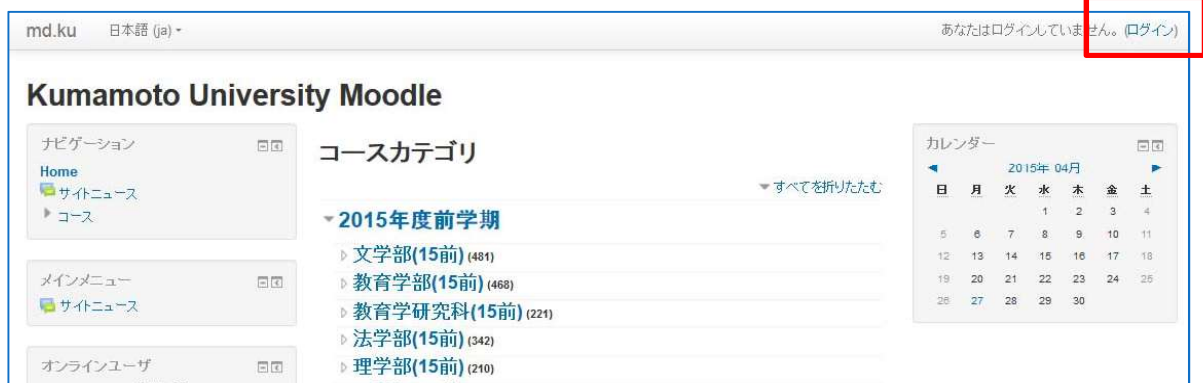 md.ku 日本語 (ja)
あなたはログインしていません。(ログイン)
Kumamoto University Moodle
ナビゲーション
Home
サイトニュース
コース
メインメニュー
サイトニュース
オンラインユーザ
コースカテゴリ
すべてを折りたたむ
2015年度前学期
文学部(15前) (481)
教育学部(15前) (468)
教育学研究科(15前) (221)
法学部(15前) (342)
理学部(15前) (210)
カレンダー
2015年 04月
日 月 火 水 木 金 土
1 2 3 4
5 6 7 8 9 10 11
12 13 14 15 16 17 18
19 20 21 22 23 24 25
26 27 28 29 30